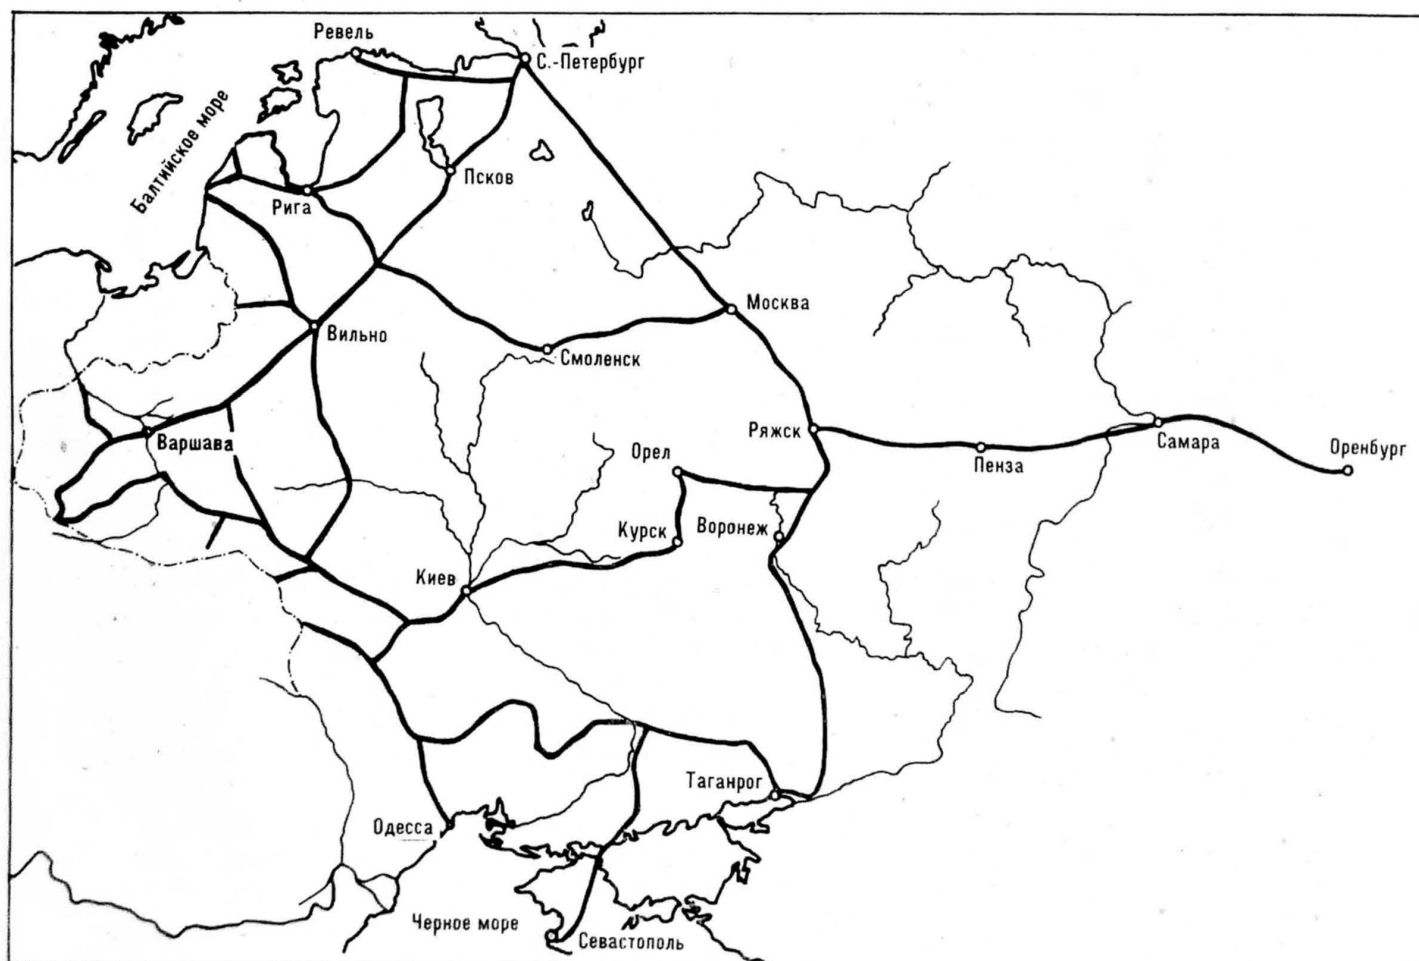 Ревель
С.-Петербург
Балтийское море
Псков
Рига
Москва
Вильно
Смоленск
Варшава
Ряжск
Самара
Орел
Пенза
Оренбург
Курск
Воронеж
Киев
Таганрог
Одесса
Черное море
Севастополь